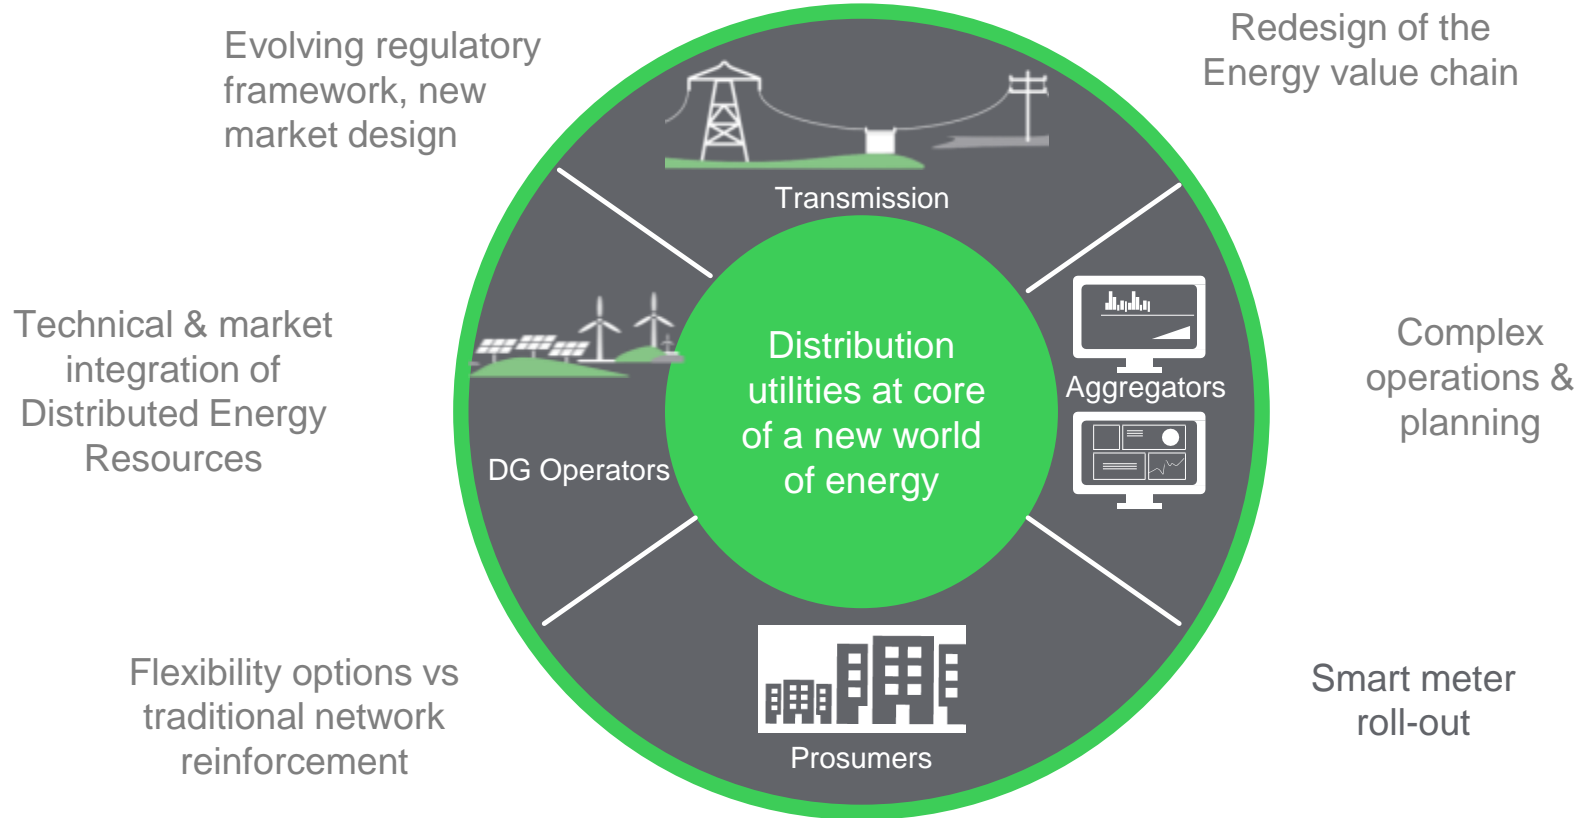 Evolving regulatory
framework, new
market design
Redesign of the
Energy value chain
Transmission
Technical & market
integration of
Distributed Energy
Resources
DG Operators
Distribution
utilities at core
of a new world
of energy
Aggregators
Complex
operations &
planning
Flexibility options vs
traditional network
reinforcement
Prosumers
Smart meter
roll-out